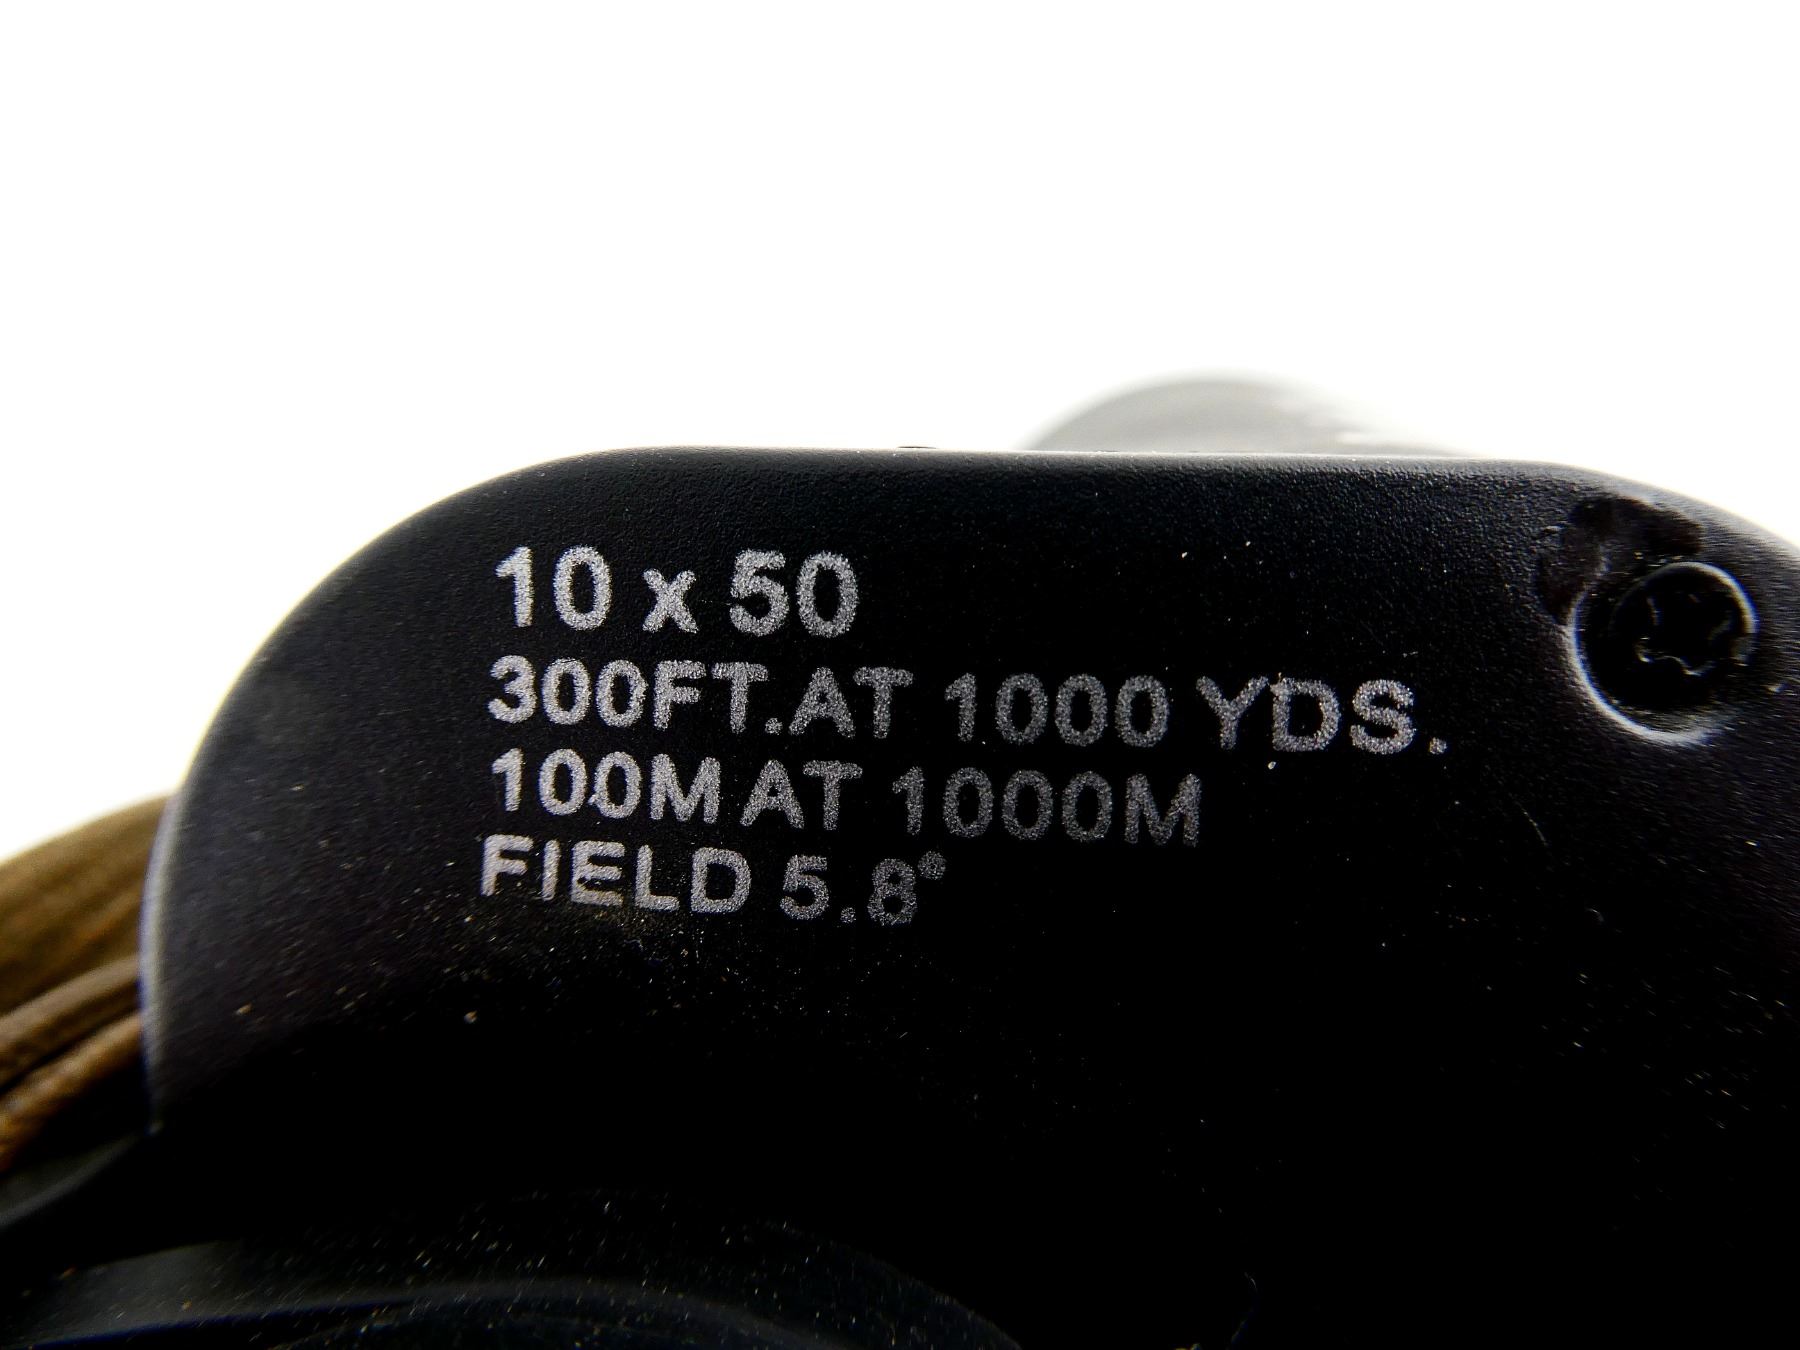 10 x 50
300FT.AT 1000 YDS.
100M AT 1000M
FIELD 5.8°